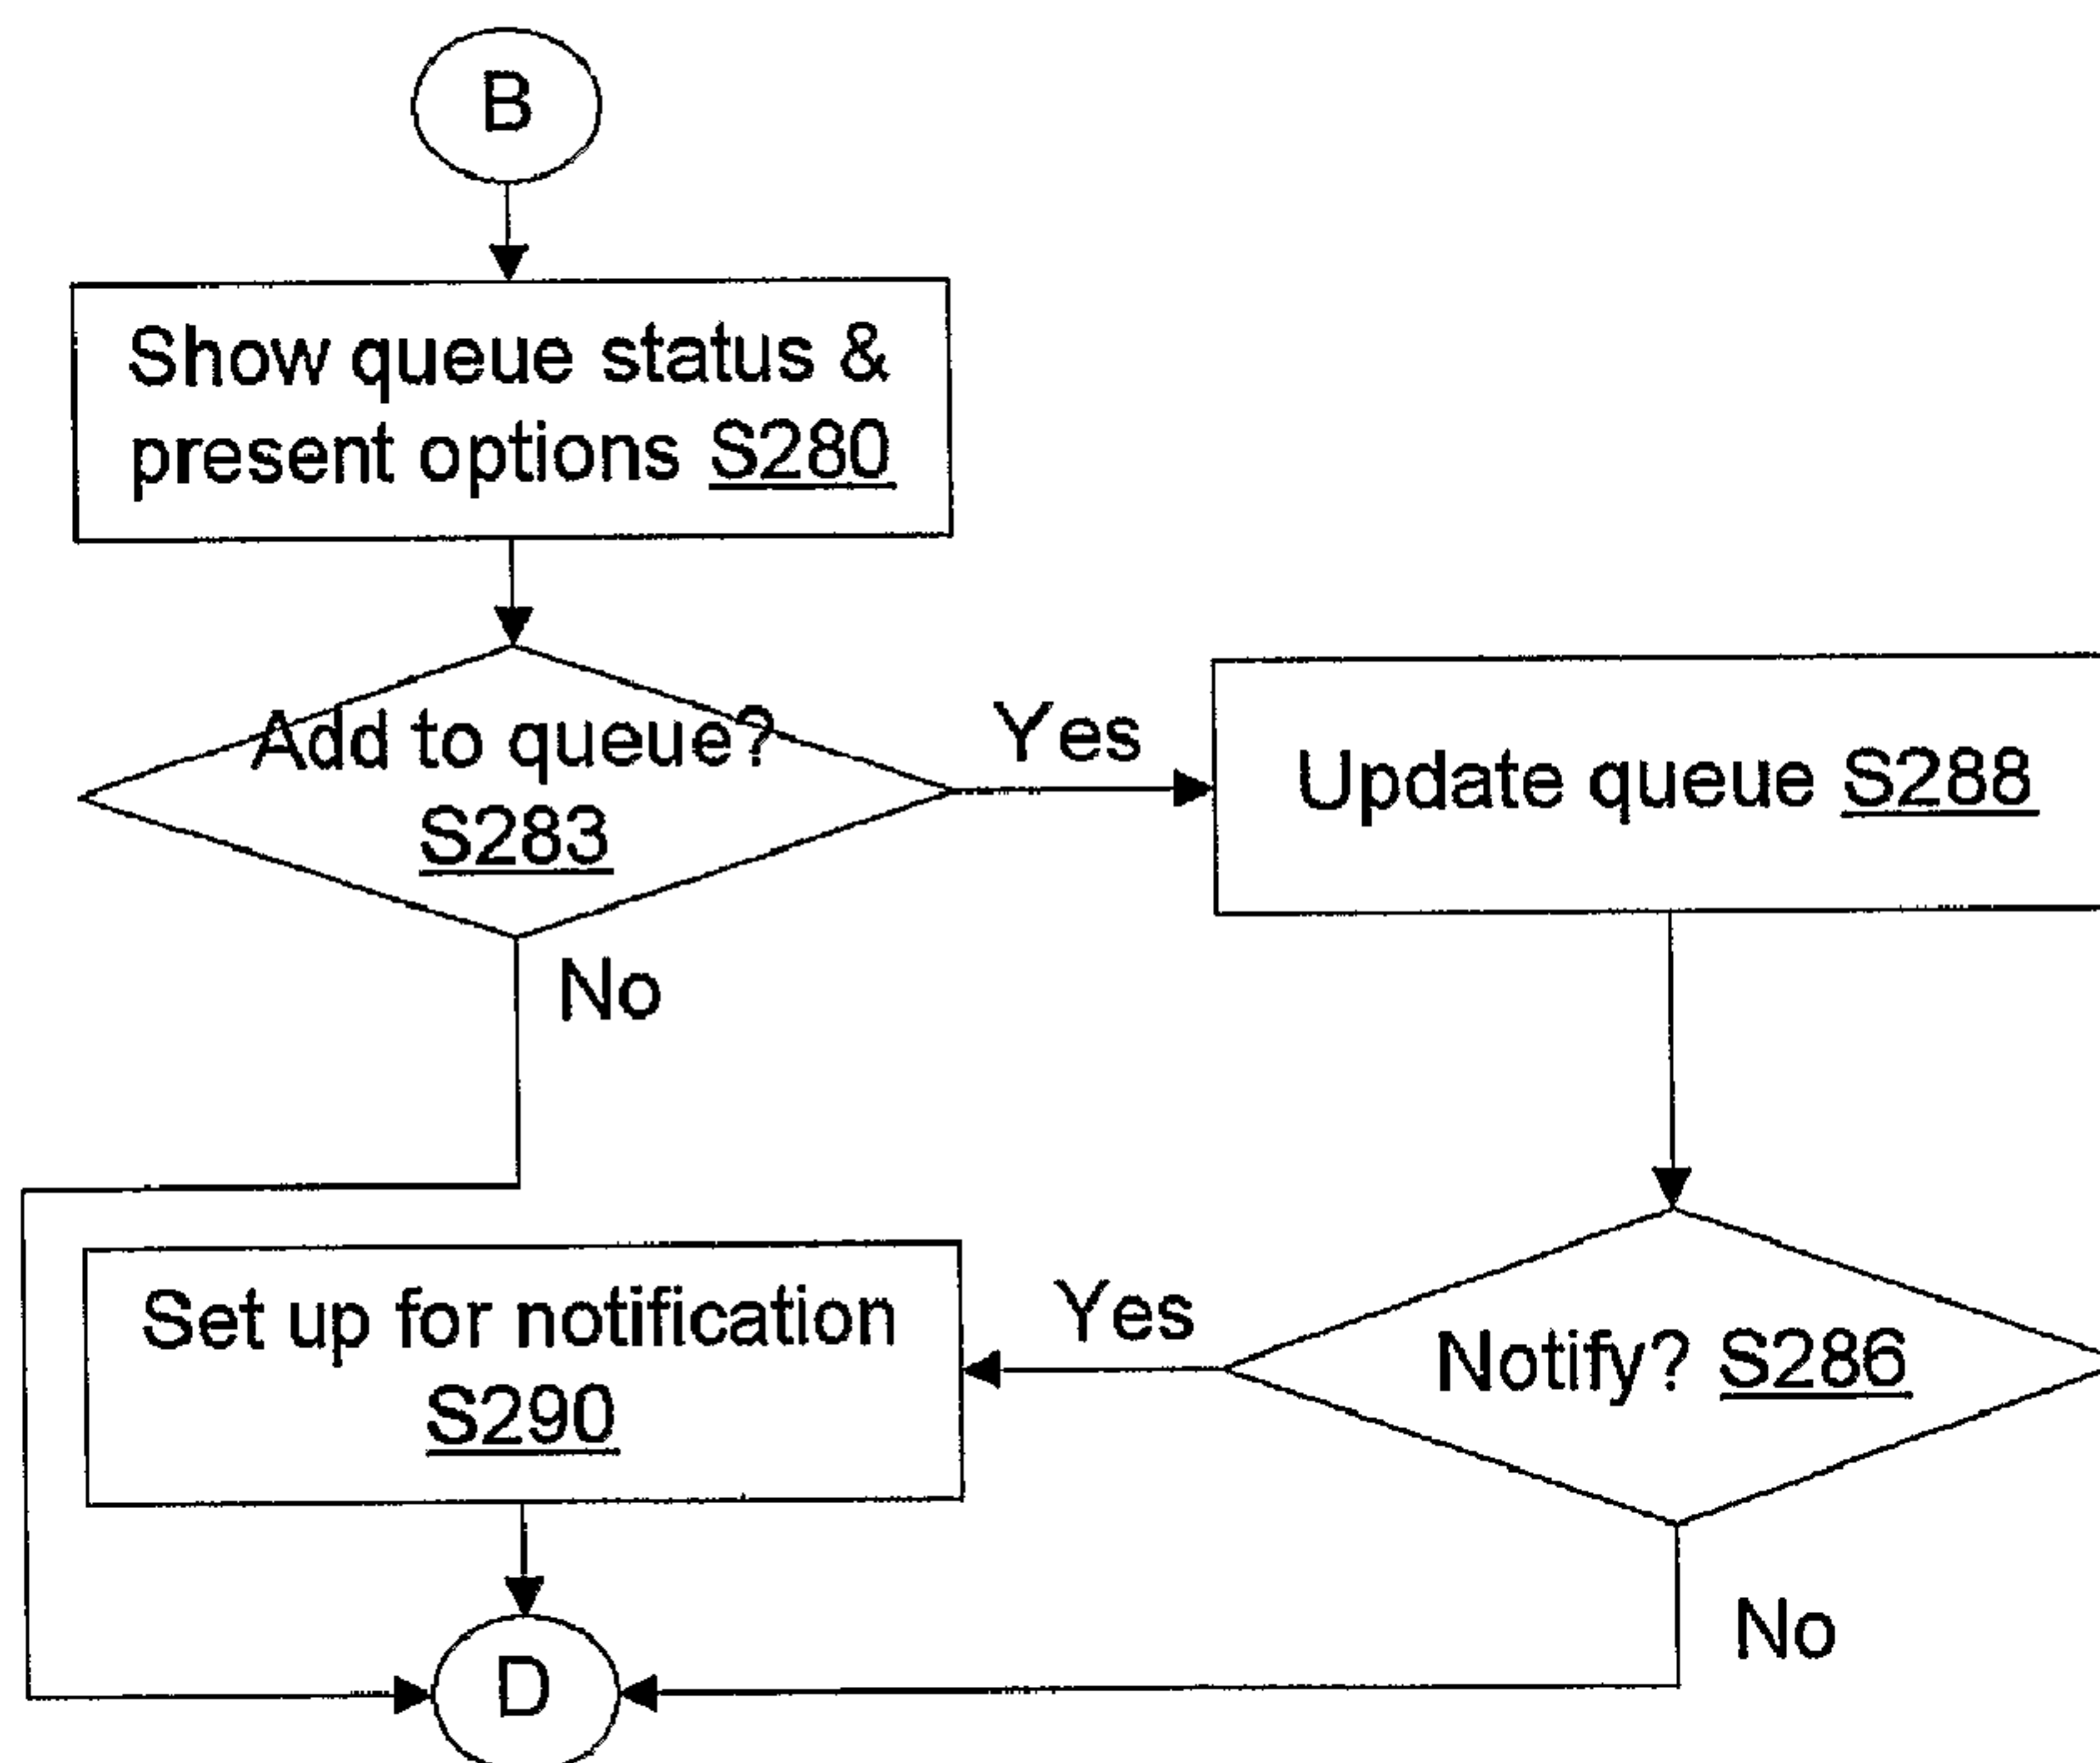 B
Show queue status &
present options S280
Add to queue?
S283
Yes
Update queue S288
No
Set up for notification
S290
Yes
Notify? S286
No
D